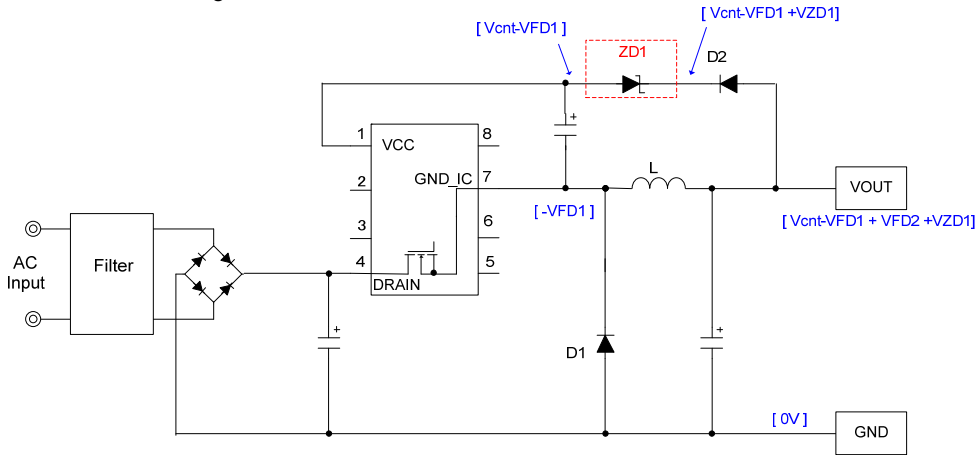 [ Vcnt-VFD1 +VZD1]
[ Vcnt-VFD1 ]
ZD1
D2
+
1
VCC
8
2
GND_IC
7
L
VOUT
[ -VFD1 ]
[ Vcnt-VFD1 + VFD2 +VZD1]
3
6
AC
Input
Filter
4
5
DRAIN
+
D1
+
[ 0V ]
GND